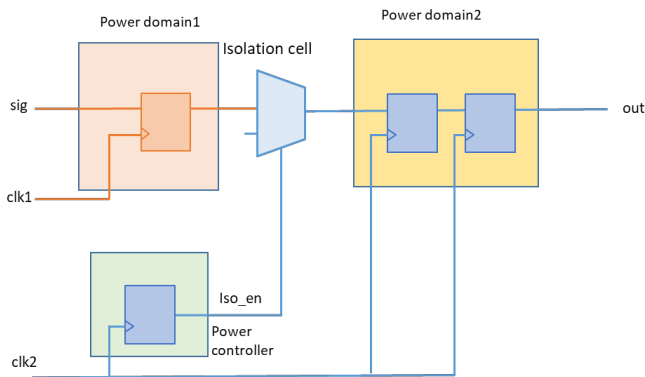 Power domain1
Power domain2
Isolation cell
sig
out
clk1
Iso_en
Power
controller
clk2